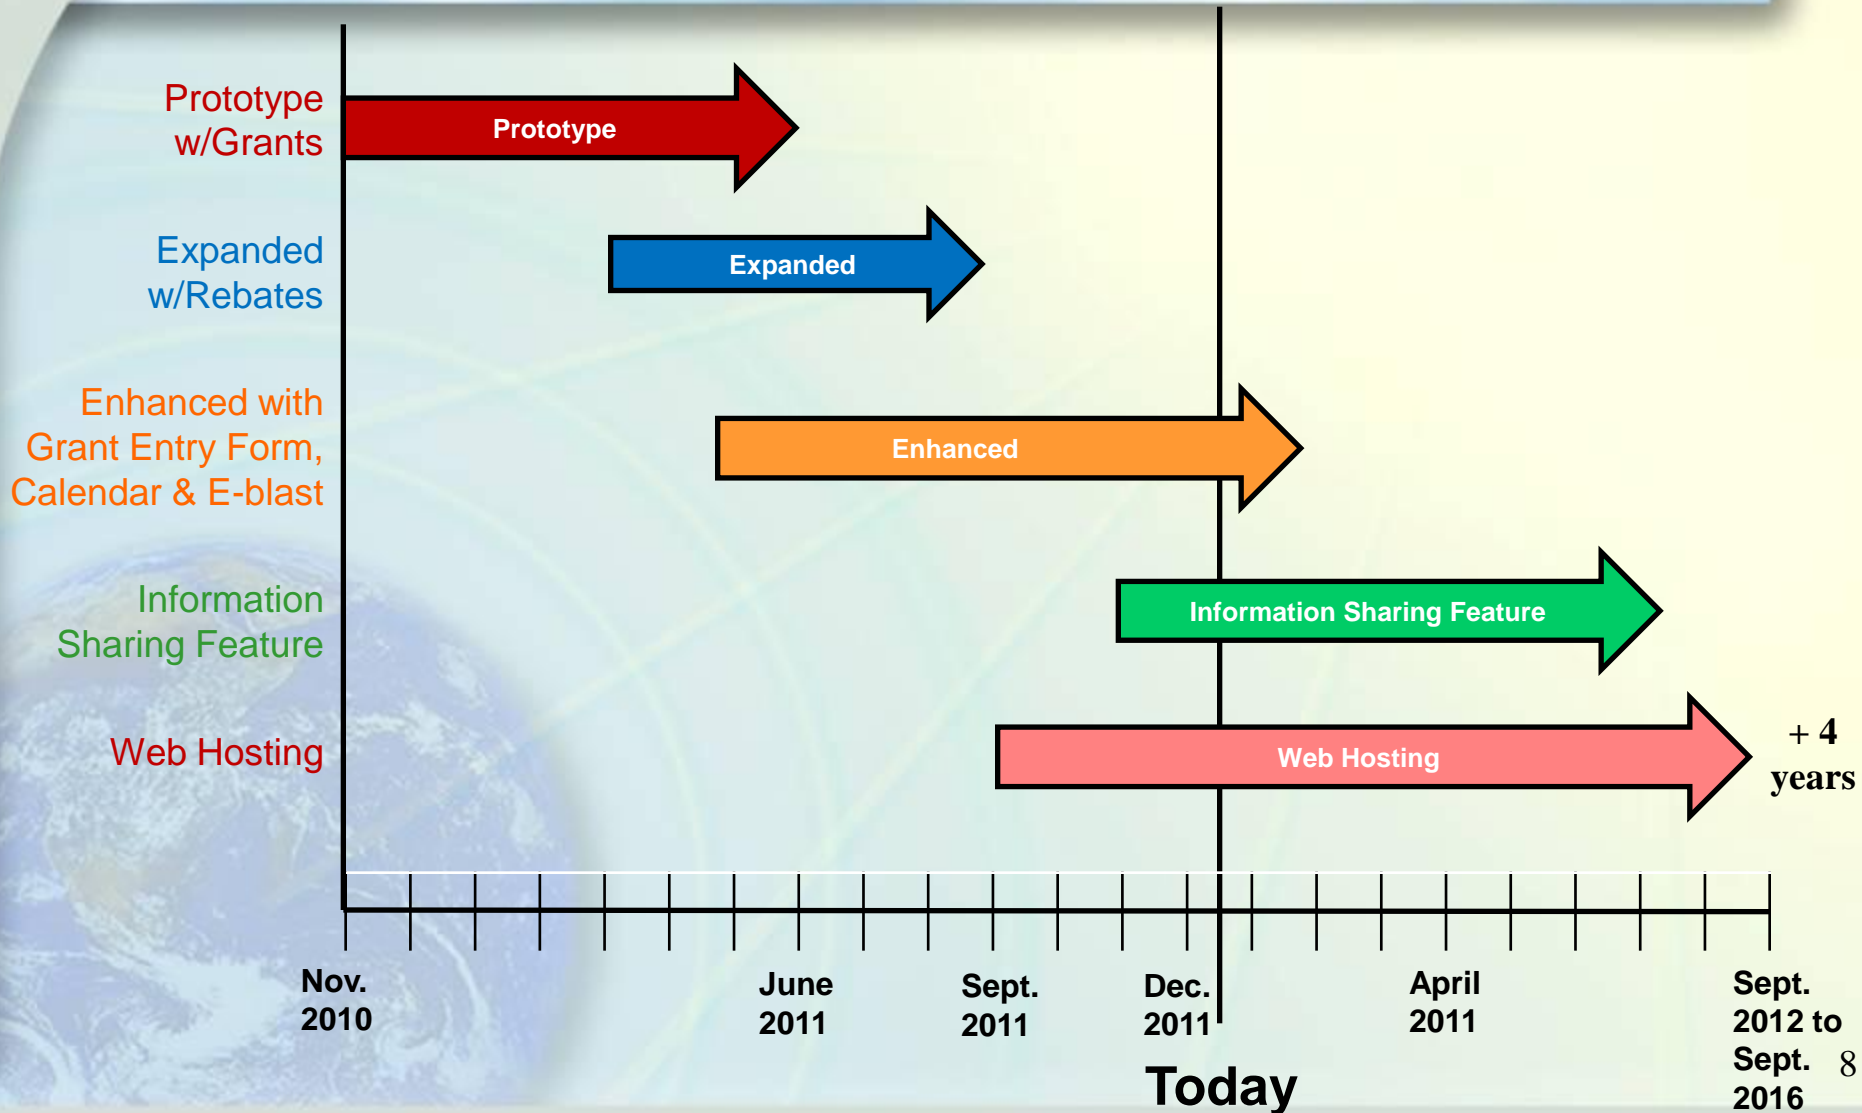 Prototype
w/Grants
Prototype
Expanded
w/Rebates
Expanded
Enhanced with
Grant Entry Form,
Calendar & E-blast
Enhanced
Information
Sharing Feature
Information Sharing Feature
Web Hosting
Web Hosting
+ 4
years
Nov.
2010
June
2011
Sept.
2011
Dec.
2011
April
2011
Sept.
2012 to
Sept.
2016
Today
8